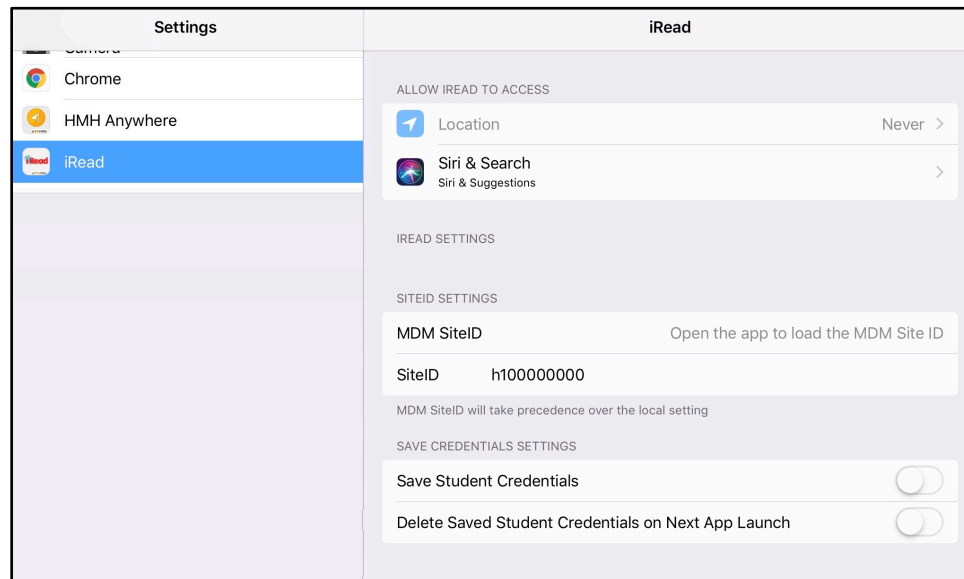 Settings
iRead
Chrome
HMH Anywhere
iRead
iRead
ALLOW IREAD TO ACCESS
Location Never
Siri & Search
Siri & Suggestions
IREAD SETTINGS
SITEID SETTINGS
MDM SiteID Open the app to load the MDM Site ID
SiteID h100000000
MDM SiteID will take precedence over the local setting
SAVE CREDENTIALS SETTINGS
Save Student Credentials
Delete Saved Student Credentials on Next App Launch